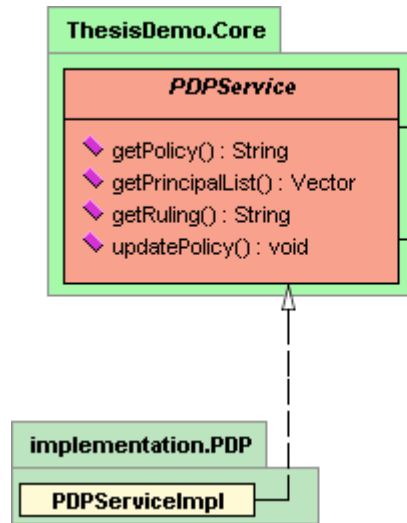 ThesisDemo.Core
PDPService
getPolicy() : String
getPrincipalList() : Vector
getRuling() : String
updatePolicy() : void
implementation.PDP
PDPServiceImpl